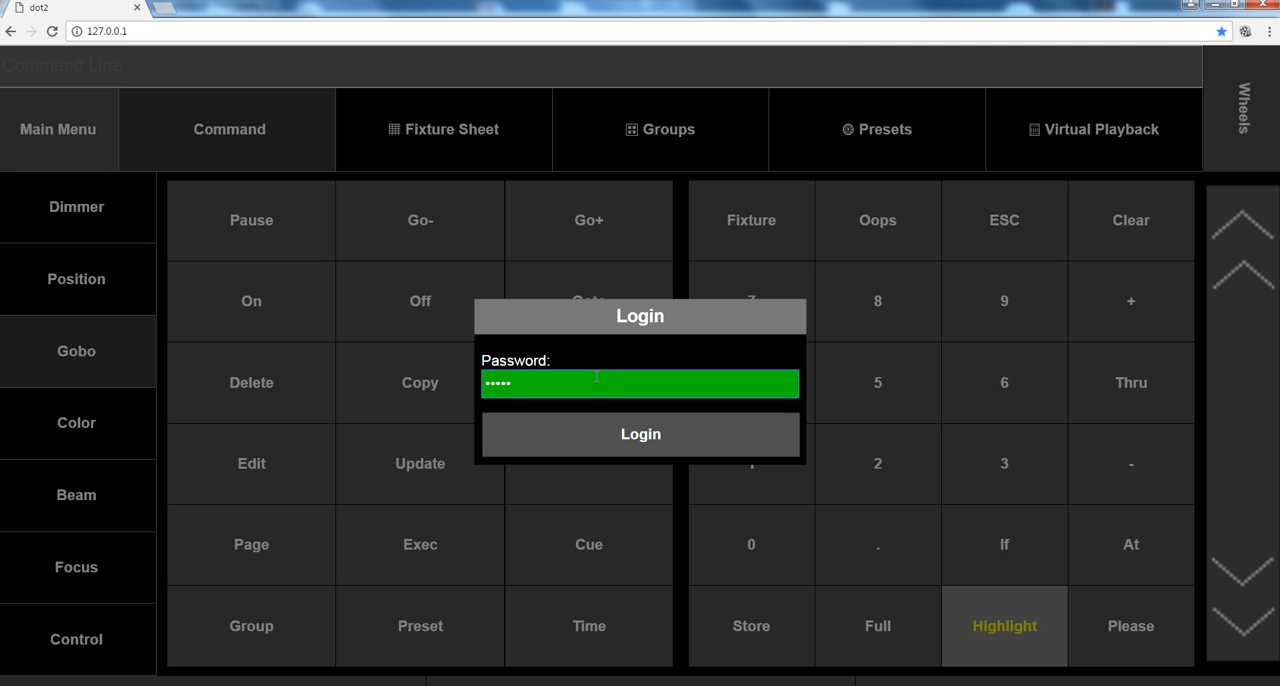 dot2
127.0.0.1
Command Line
Wheels
Main Menu
Command
Fixture Sheet
Groups
Presets
Virtual Playback
Dimmer
Position
Gobo
Color
Beam
Focus
Control
Pause
Go-
Go+
Fixture
Oops
ESC
Clear
On
Off
8
9
+
Delete
Copy
5
6
Thru
Edit
Update
2
3
-
Page
Exec
Cue
0
.
If
At
Group
Preset
Time
Store
Full
Highlight
Please
Login
Password:
•••••
Login